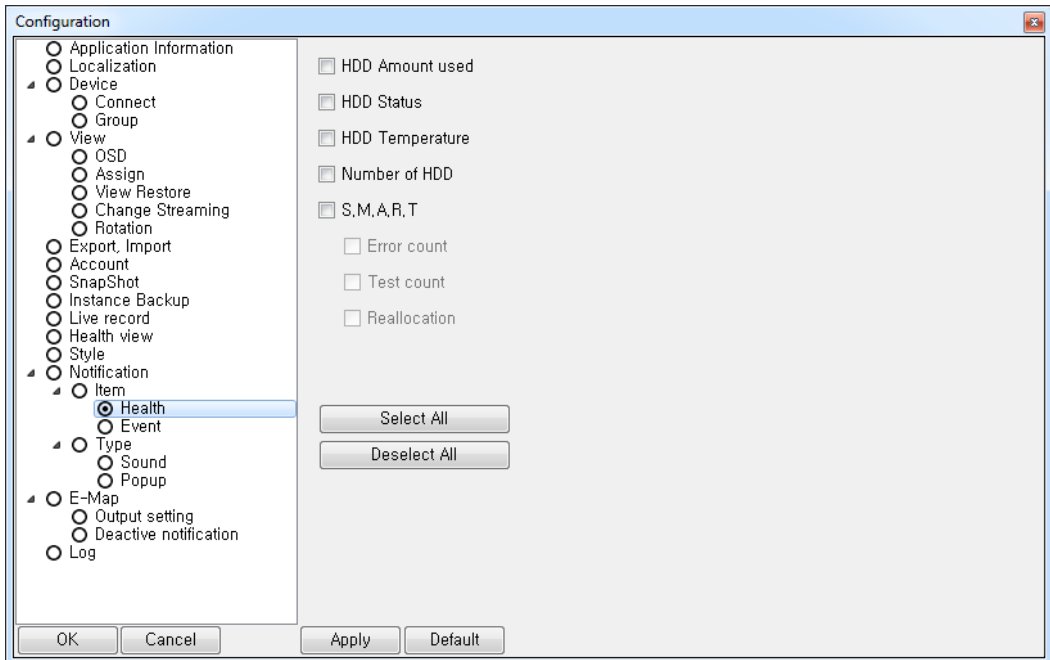 Configuration
Application Information
Localization
Device
Connect
Group
View
OSD
Assign
View Restore
Change Streaming
Rotation
Export, Import
Account
SnapShot
Instance Backup
Live record
Health view
Style
Notification
Item
Health
Event
Type
Sound
Popup
E-Map
Output setting
Deactive notification
Log
HDD Amount used
HDD Status
HDD Temperature
Number of HDD
S,M,A,R,T
Error count
Test count
Reallocation
Select All
Deselect All
OK
Cancel
Apply
Default